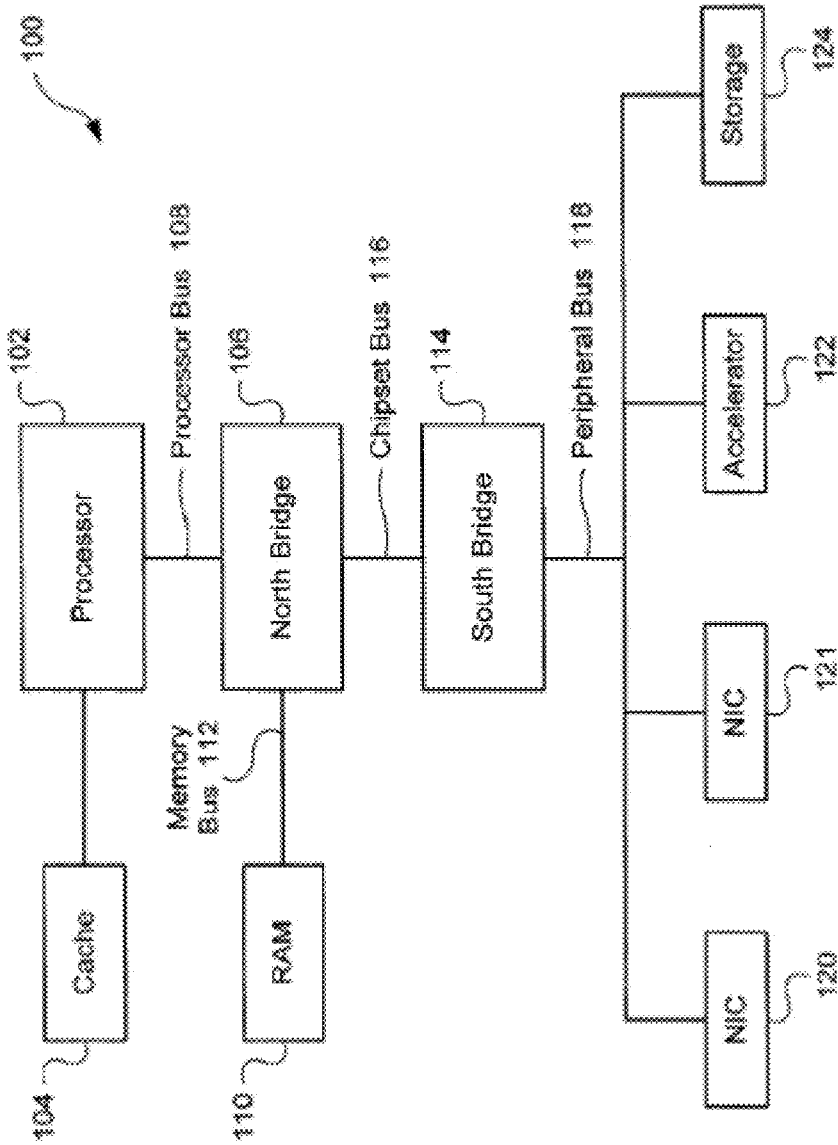 100
102
Processor
Cache
104
Processor Bus 108
106
North Bridge
Memory
Bus 112
RAM
110
Chipset Bus 116
114
South Bridge
Peripheral Bus 118
NIC
120
NIC
121
Accelerator
122
Storage
124